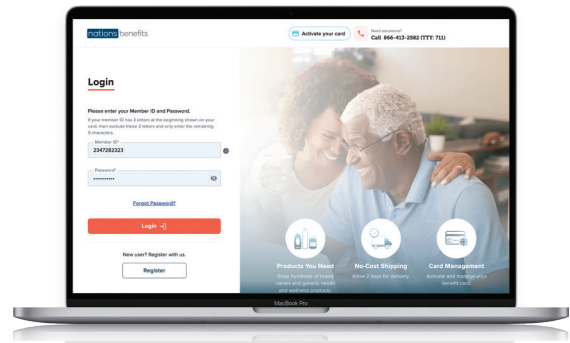 nations benefits
Activate your card
Need assistance?
Call 866-413-2582 (TTY: 711)
Login
Please enter your Member ID and Password.
If your member ID has 3 letters at the beginning shown on your
card, then exclude these 3 letters and only enter the remaining
8 characters.
Member ID*
2347282323
Password*
••••••••••
Forgot Password?
Login
New user? Register with us.
Register
Products You Need
Shop hundreds of brand
names and generic health
and wellness products
No-Cost Shipping
Allow 2 days for delivery.
Card Management
Activate and manage your
benefit card.
MacBook Pro